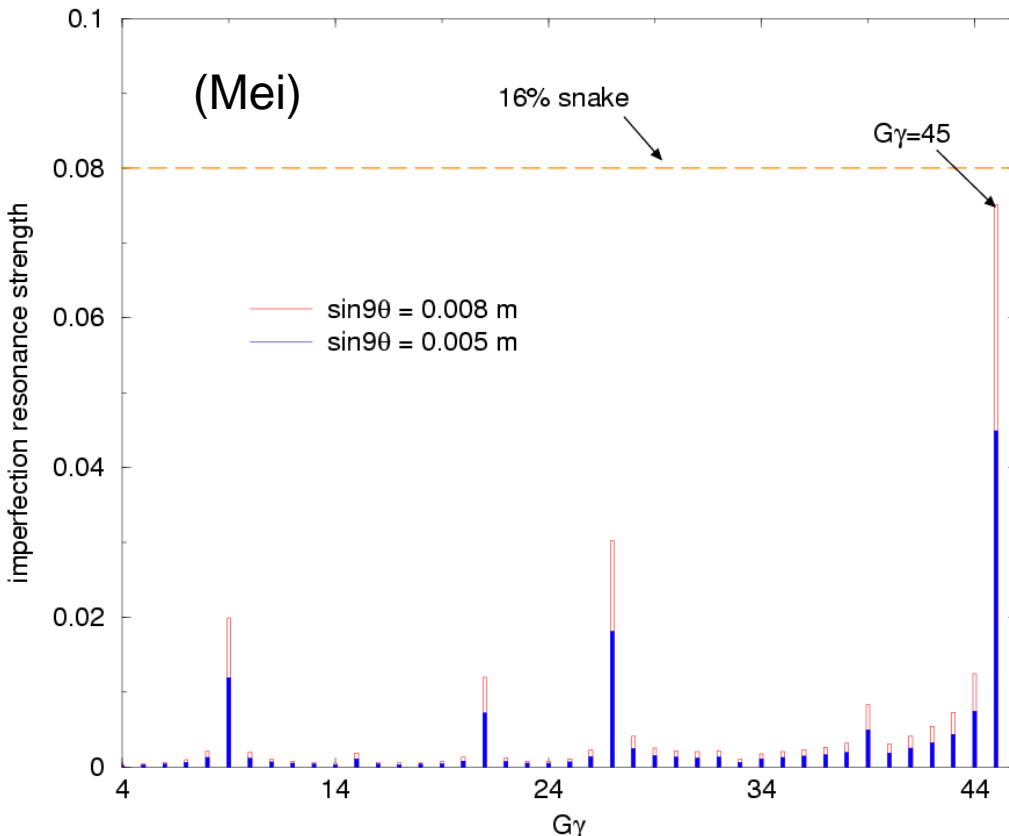 0.1
(Mei)
16% snake
Gγ=45
0.08
imperfection resonance strength
0.06
sin9θ = 0.008 m
sin9θ = 0.005 m
0.04
0.02
0
4
14
24
34
44
Gγ